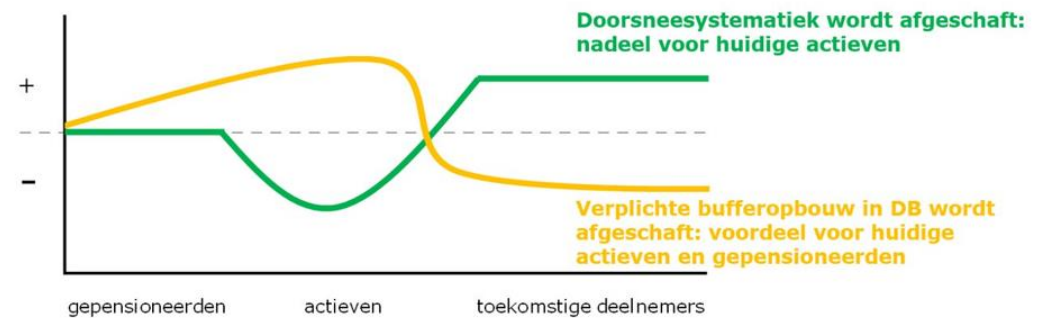 Doorsneesystematiek wordt afgeschaft:
nadeel voor huidige actieven
+
-
Verplichte bufferopbouw in DB wordt
afgeschaft: voordeel voor huidige
actieven en gepensioneerden
gepensioneerden actieven toekomstige deelnemers